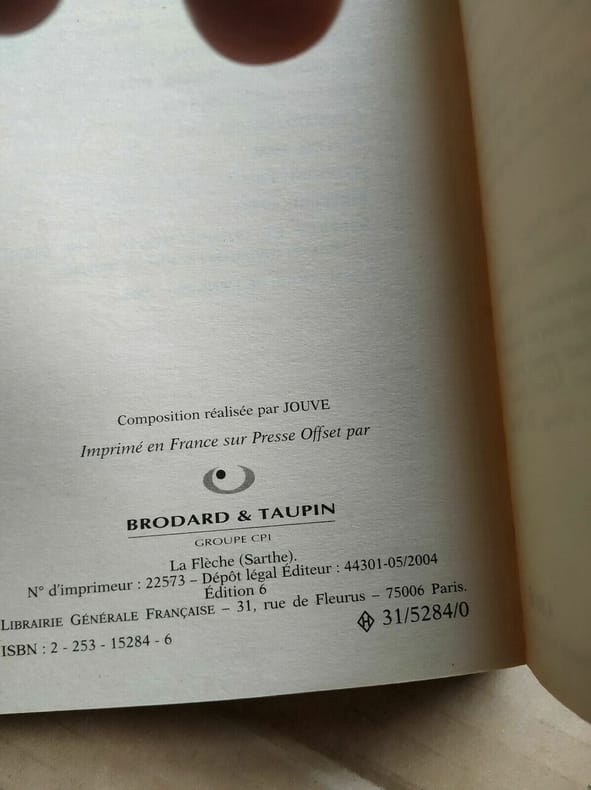 Composition réalisée par JOUVE
Imprimé en France sur Presse Offset par
BRODARD & TAUPIN
GROUPE CPI
La Flèche (Sarthe).
N° d'imprimeur : 22573 – Dépôt légal Éditeur : 44301-05/2004
Édition 6
LIBRAIRIE GÉNÉRALE FRANÇAISE – 31, rue de Fleurus – 75006 Paris.
ISBN : 2 - 253 - 15284 - 6
31/5284/0